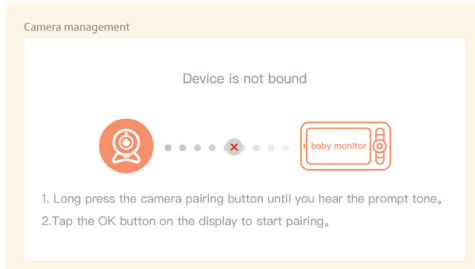 Camera management
Device is not bound
baby monitor
1. Long press the camera pairing button until you hear the prompt tone。
2.Tap the OK button on the display to start pairing。